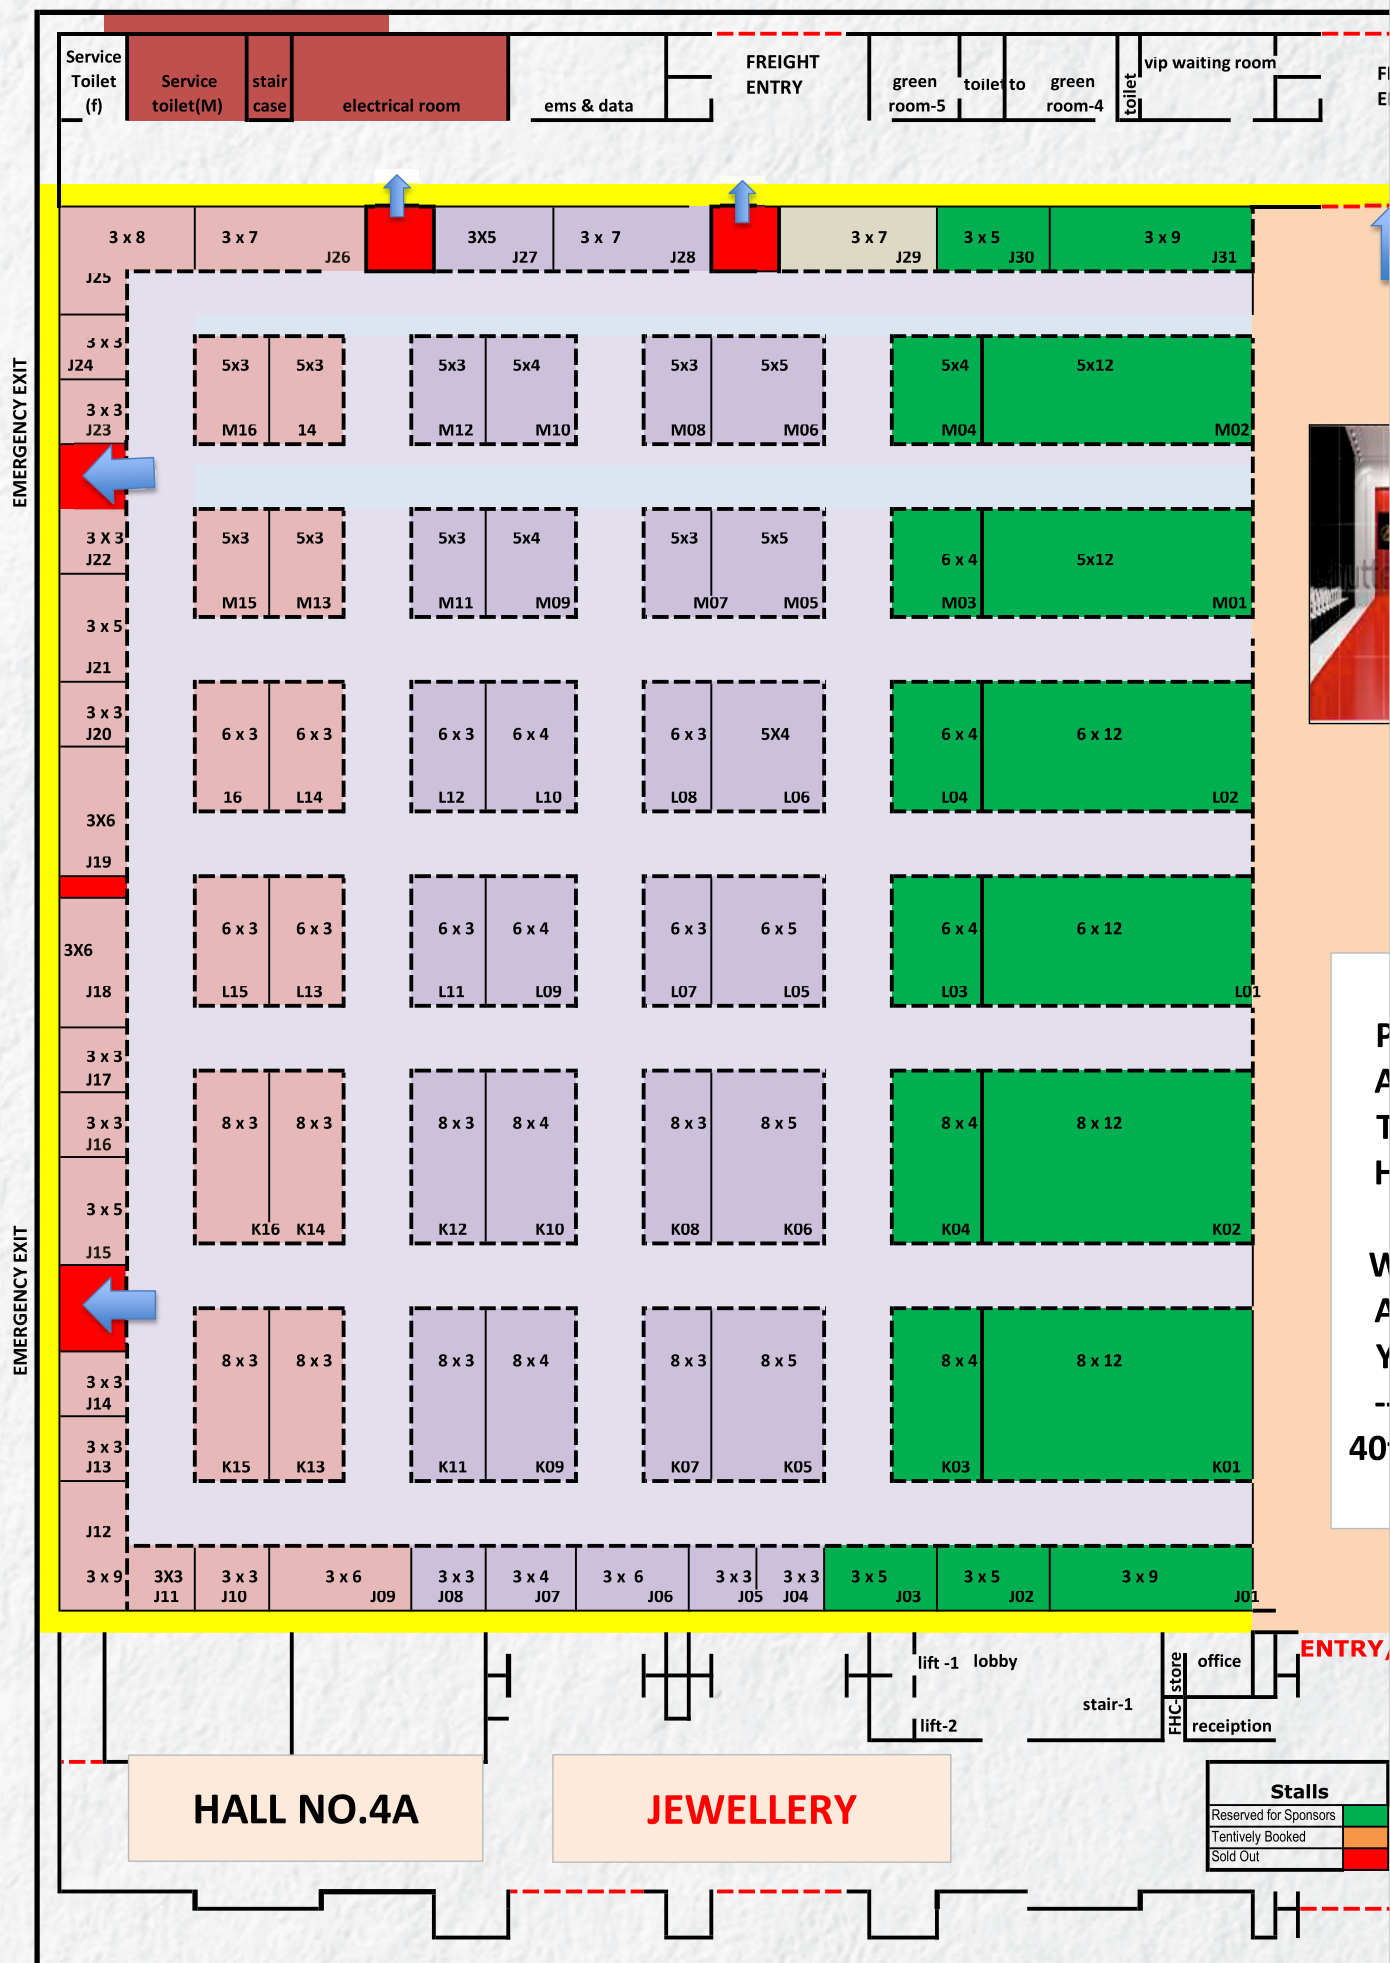 Service
Toilet
(f)
Service
toilet(M)
stair
case
electrical room
ems & data
FREIGHT
ENTRY
green
room-5
toilet to
green
room-4
toilet
vip waiting room
3 x 8
3 x 7
J26
3X5
J27
3 x 7
J28
3 x 7
J29
3 x 5
J30
3 x 9
J31
J25
3 x 3
J24
3 x 3
J23
EMERGENCY EXIT
5x3
M16
5x3
14
5x3
M12
5x4
M10
5x3
M08
5x5
M06
5x4
M04
5x12
M02
3 X 3
J22
5x3
M15
5x3
M13
5x3
M11
5x4
M09
5x3
M07
5x5
M05
6 x 4
M03
5x12
M01
3 x 5
J21
3 x 3
J20
6 x 3
16
6 x 3
L14
6 x 3
L12
6 x 4
L10
6 x 3
L08
5X4
L06
6 x 4
L04
6 x 12
L02
3X6
J19
3X6
J18
6 x 3
L15
6 x 3
L13
6 x 3
L11
6 x 4
L09
6 x 3
L07
6 x 5
L05
6 x 4
L03
6 x 12
L01
3 x 3
J17
3 x 3
J16
8 x 3
K16
8 x 3
K14
8 x 3
K12
8 x 4
K10
8 x 3
K08
8 x 5
K06
8 x 4
K04
8 x 12
K02
3 x 5
J15
EMERGENCY EXIT
8 x 3
K15
8 x 3
K13
8 x 3
K11
8 x 4
K09
8 x 3
K07
8 x 5
K05
8 x 4
K03
8 x 12
K01
3 x 3
J14
3 x 3
J13
J12
3 x 9
3X3
J11
3 x 3
J10
3 x 6
J09
3 x 3
J08
3 x 4
J07
3 x 6
J06
3 x 3
J05
3 x 3
J04
3 x 5
J03
3 x 5
J02
3 x 9
J01
P
A
T
H
W
A
Y
40
ENTRY/
lift -1
lobby
lift-2
stair-1
FHC-
store
office
receiption
HALL NO.4A
JEWELLERY
Stalls
Reserved for Sponsors
Tentively Booked
Sold Out